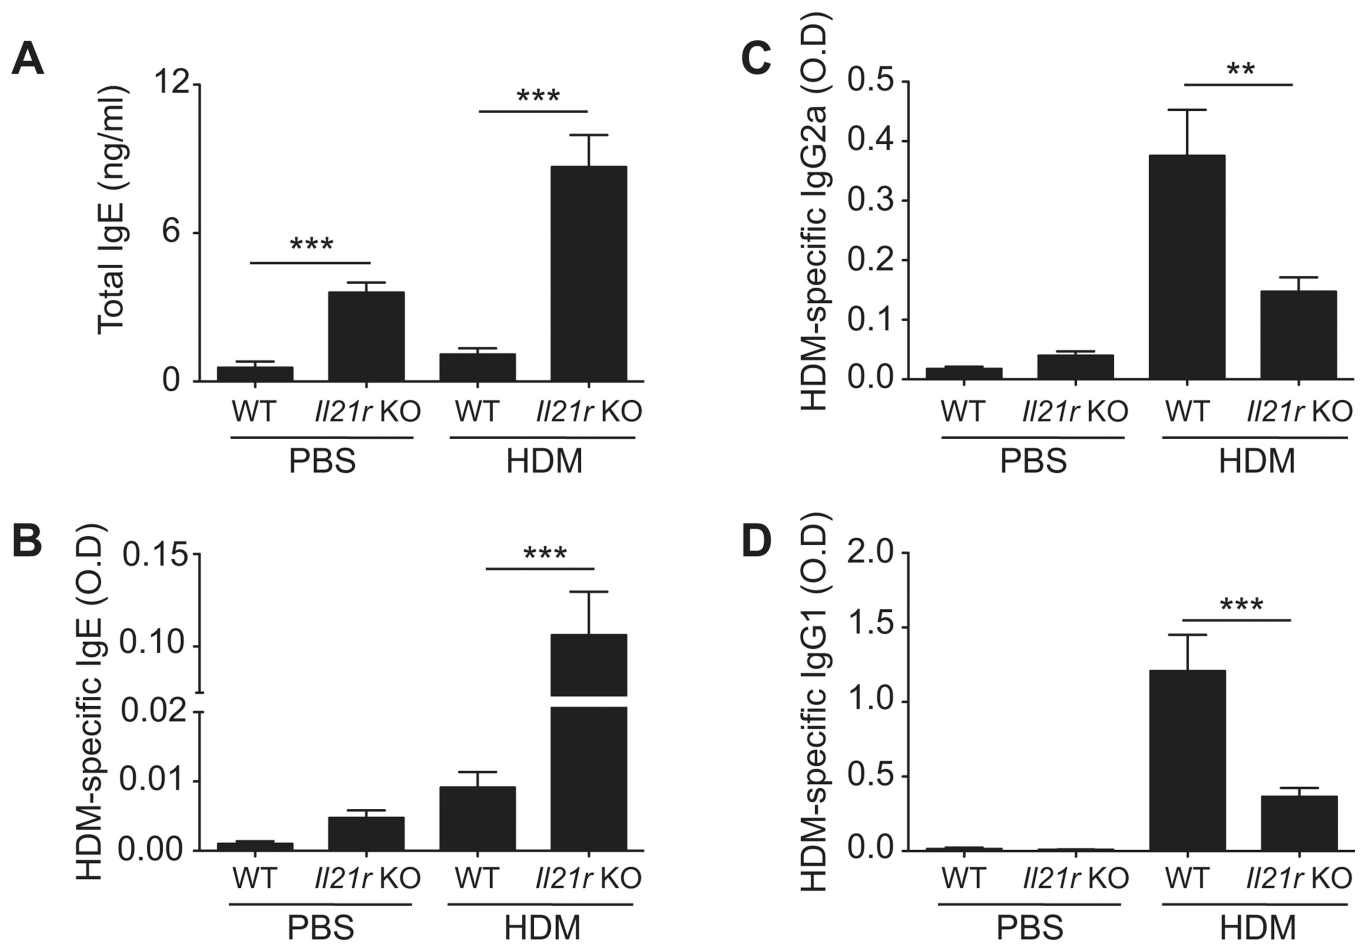 A
Total IgE (ng/ml)
12
6
0
***
***
WT Il21r KO WT Il21r KO
PBS HDM
C
HDM-specific IgG2a (O.D)
0.5
0.4
0.3
0.2
0.1
0.0
**
WT Il21r KO WT Il21r KO
PBS HDM
B
HDM-specific IgE (O.D)
0.15
0.10
0.02
0.01
0.00
***
WT Il21r KO WT Il21r KO
PBS HDM
D
HDM-specific IgG1 (O.D)
2.0
1.5
1.0
0.5
0.0
***
WT Il21r KO WT Il21r KO
PBS HDM